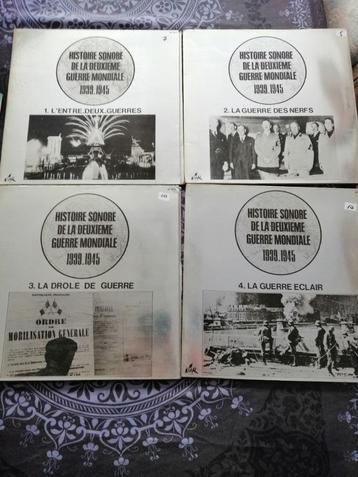 HISTOIRE SONORE
DE LA DEUXIEME
GUERRE MONDIALE
1939.1945
1. L'ENTRE.DEUX.GUERRES
HISTOIRE SONORE
DE LA DEUXIEME
GUERRE MONDIALE
1939.1945
2. LA GUERRE DES NERFS
HISTOIRE SONORE
DE LA DEUXIEME
GUERRE MONDIALE
1939.1945
3. LA DROLE DE GUERRE
ORDRE
MOBILISATION GENERALE
HISTOIRE SONORE
DE LA DEUXIEME
GUERRE MONDIALE
1939.1945
4. LA GUERRE ECLAIR